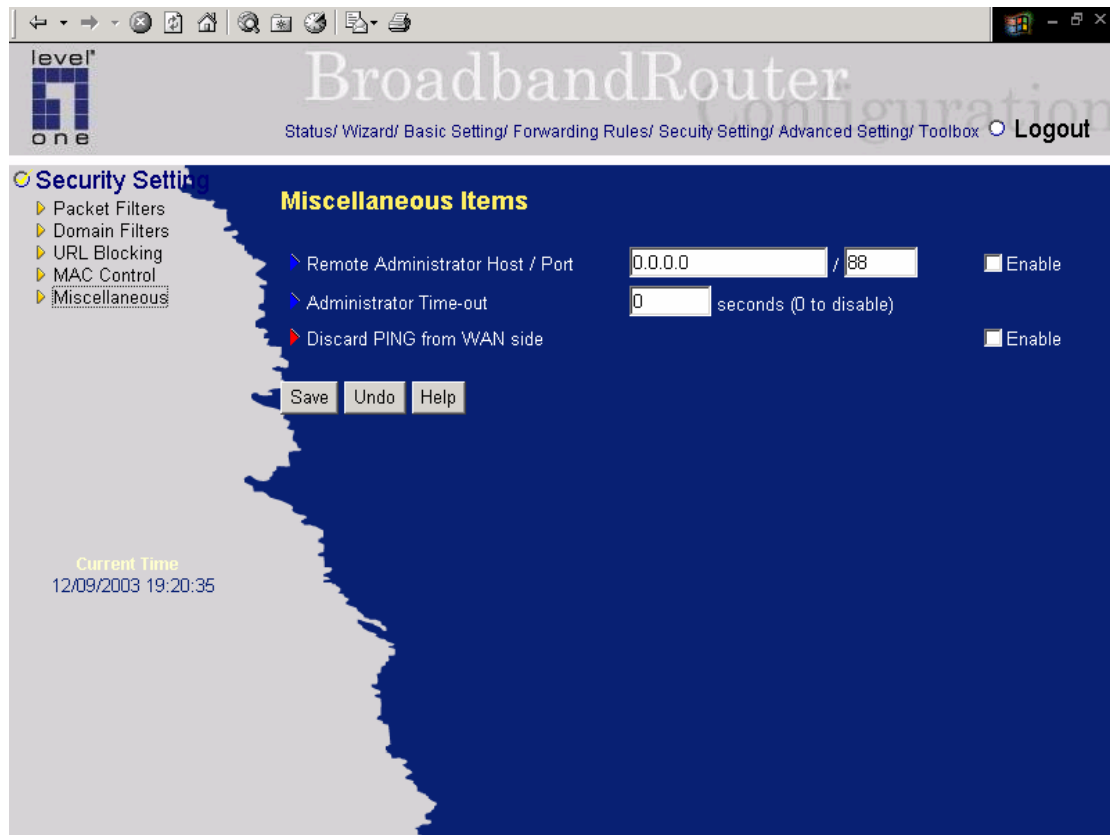 level*
one
BroadbandRouter
Configuration
Status/ Wizard/ Basic Setting/ Forwarding Rules/ Secuity Setting/ Advanced Setting/ Toolbox Logout
Security Setting
Packet Filters
Domain Filters
URL Blocking
MAC Control
Miscellaneous
Miscellaneous Items
Remote Administrator Host / Port 0.0.0.0 / 88 Enable
Administrator Time-out 0 seconds (0 to disable)
Discard PING from WAN side Enable
Save Undo Help
Current Time
12/09/2003 19:20:35